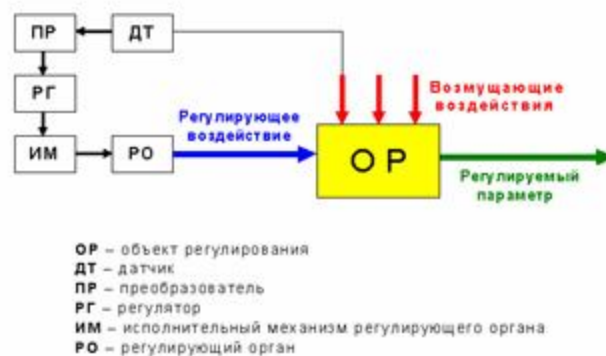 ПР
ДТ
РГ
ИМ
РО
Регулирующее
воздействие
Возмущающие
воздействия
ОР
Регулируемый
параметр
ОР – объект регулирования
ДТ – датчик
ПР – преобразователь
РГ – регулятор
ИМ – исполнительный механизм регулирующего органа
РО – регулирующий орган